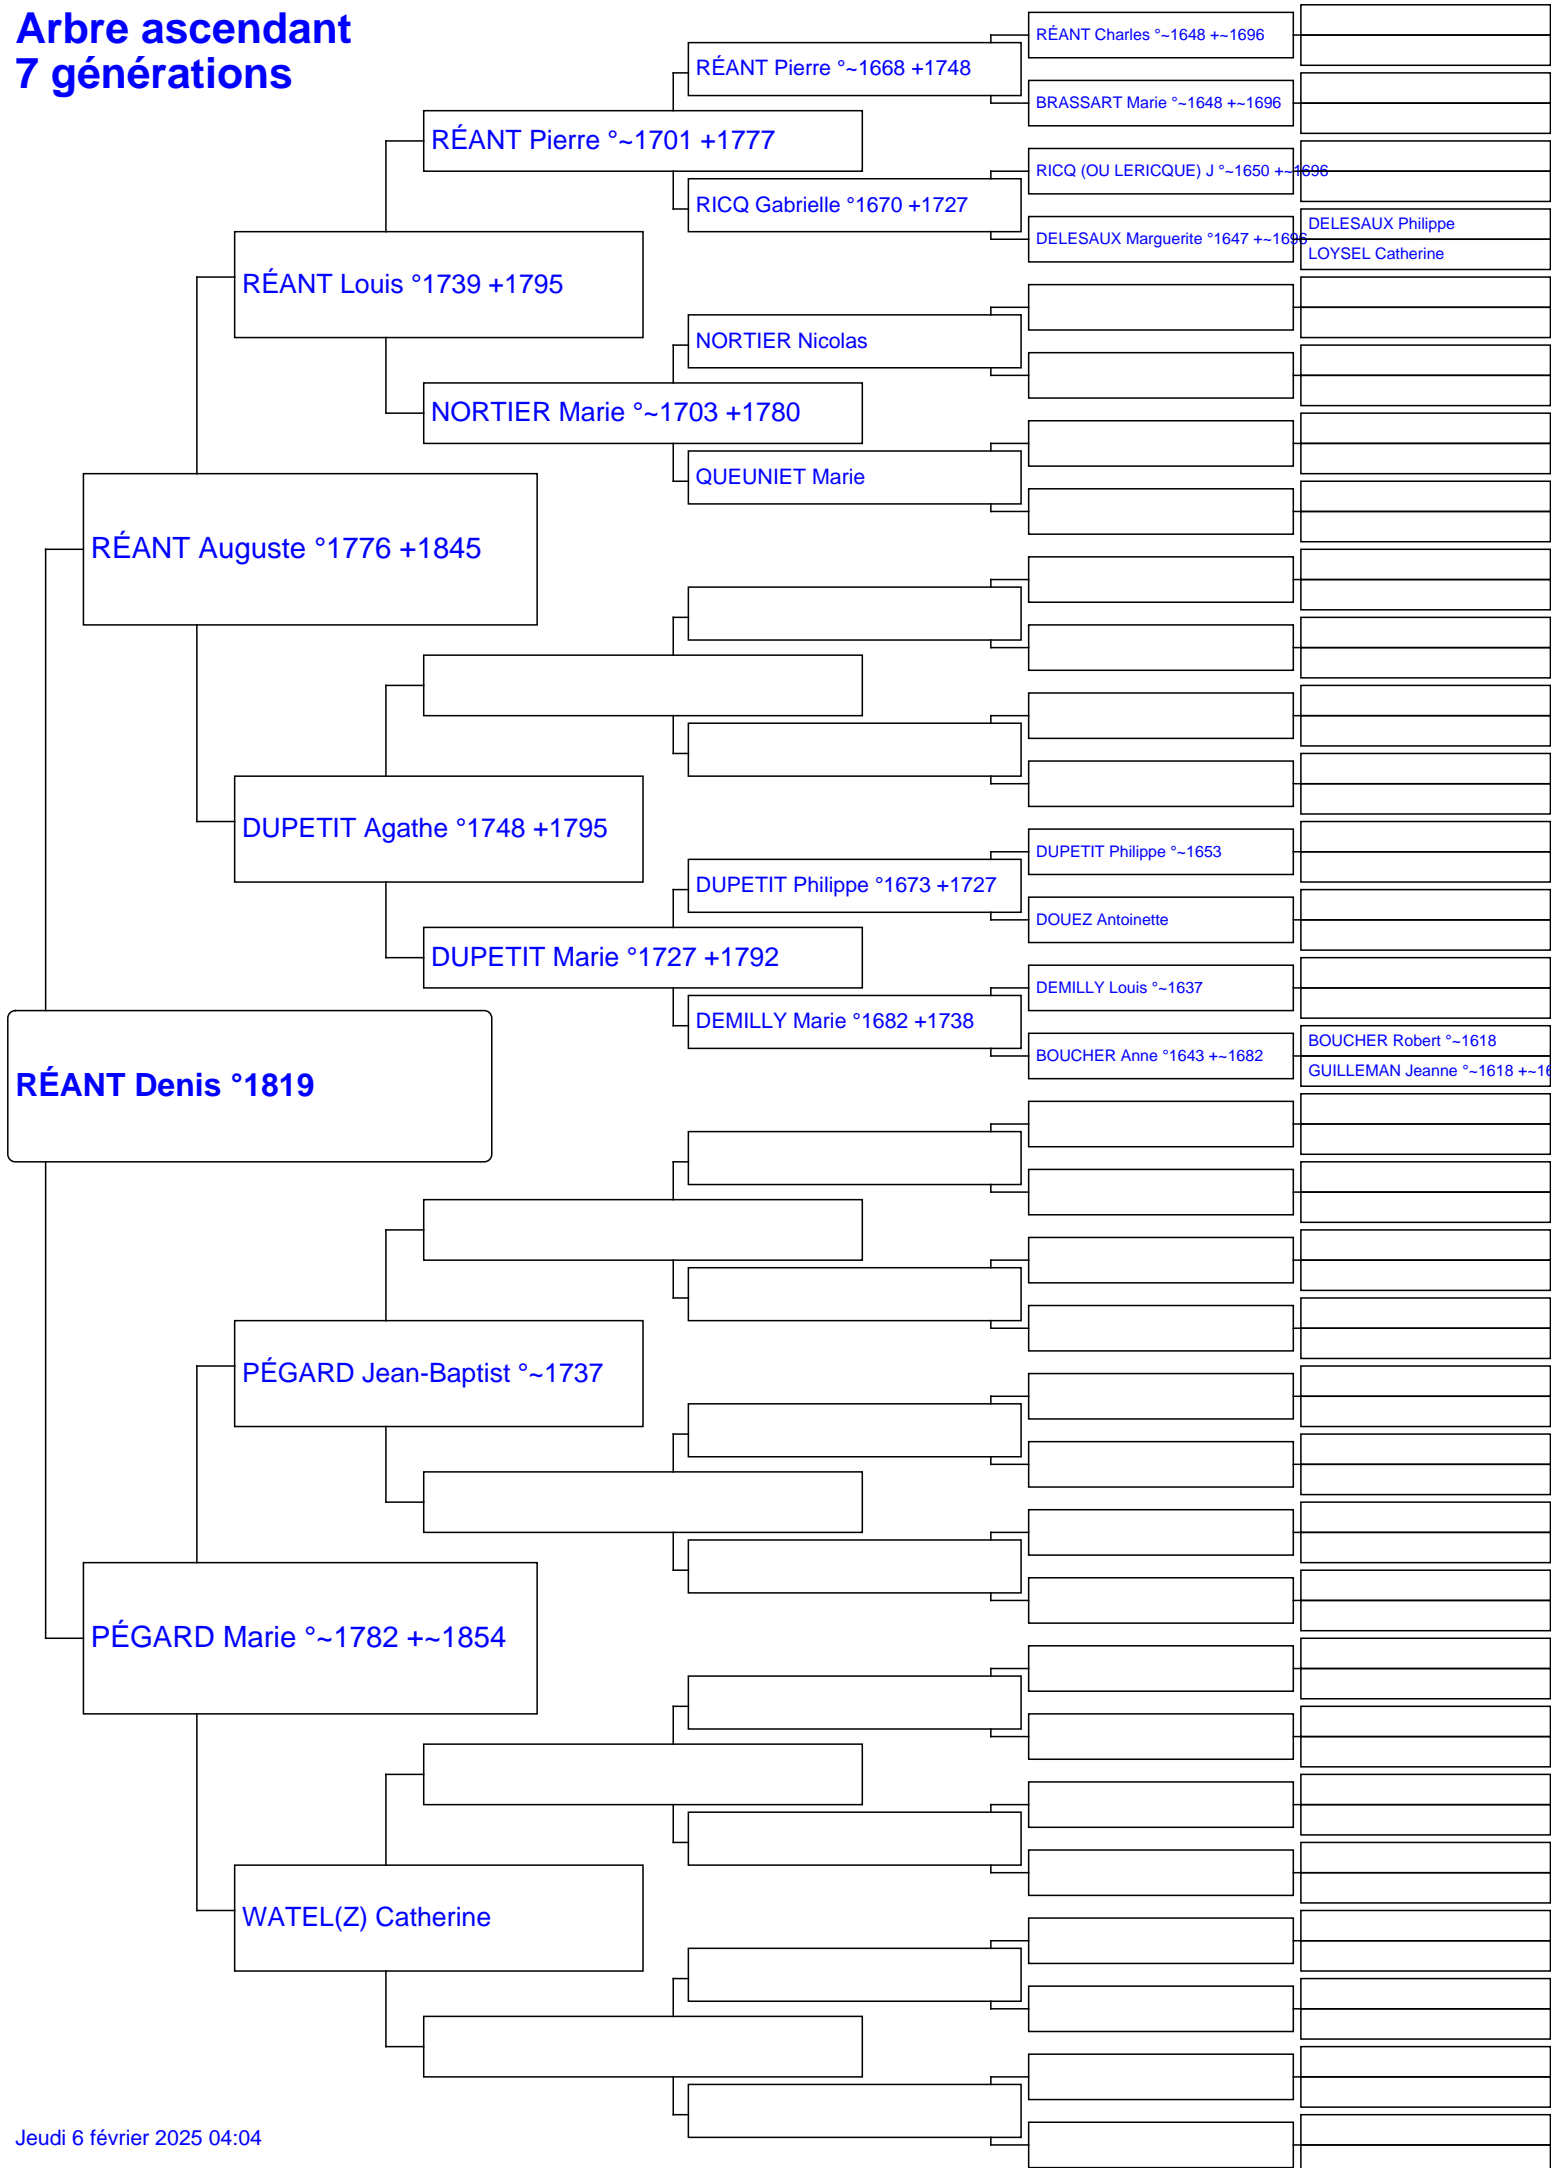 Arbre ascendant
7 générations
RÉANT Charles °~1648 +~1696
RÉANT Pierre °~1668 +1748
BRASSART Marie °~1648 +~1696
RÉANT Pierre °~1701 +1777
RICQ (OU LERICQUE) J °~1650 +~1696
RICQ Gabrielle °1670 +1727
DELESAUX Philippe
DELESAUX Marguerite °1647 +~1696
LOYSEL Catherine
RÉANT Louis °1739 +1795
NORTIER Nicolas
NORTIER Marie °~1703 +1780
QUEUNIET Marie
RÉANT Auguste °1776 +1845
DUPETIT Agathe °1748 +1795
DUPETIT Philippe °~1653
DUPETIT Philippe °1673 +1727
DOUEZ Antoinette
DUPETIT Marie °1727 +1792
DEMILLY Louis °~1637
DEMILLY Marie °1682 +1738
BOUCHER Robert °~1618
BOUCHER Anne °1643 +~1682
GUILLEMAN Jeanne °~1618 +~16
RÉANT Denis °1819
PÉGARD Jean-Baptist °~1737
PÉGARD Marie °~1782 +~1854
WATEL(Z) Catherine
Jeudi 6 février 2025 04:04